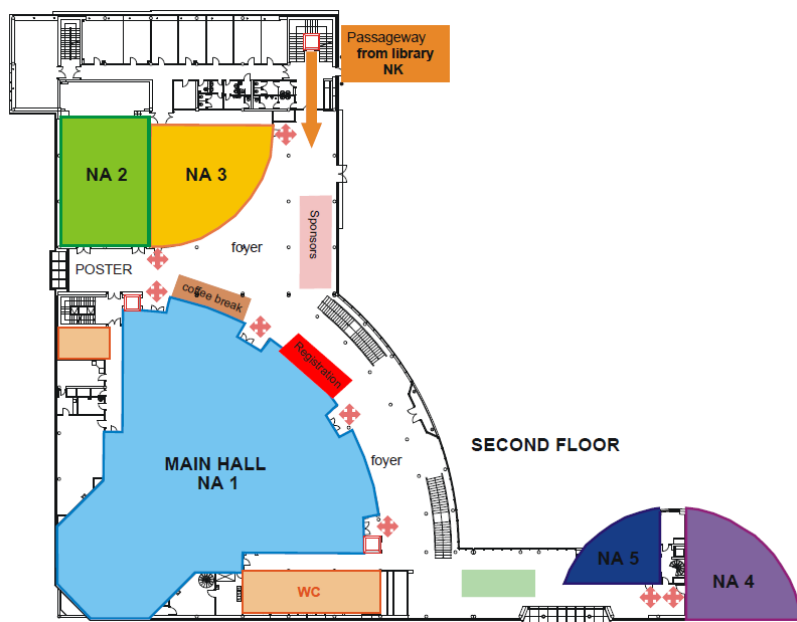 Passageway
from library
NK
NA 2
NA 3
Sponsors
foyer
POSTER
coffee break
Registration
SECOND FLOOR
MAIN HALL
NA 1
foyer
NA 5
NA 4
WC